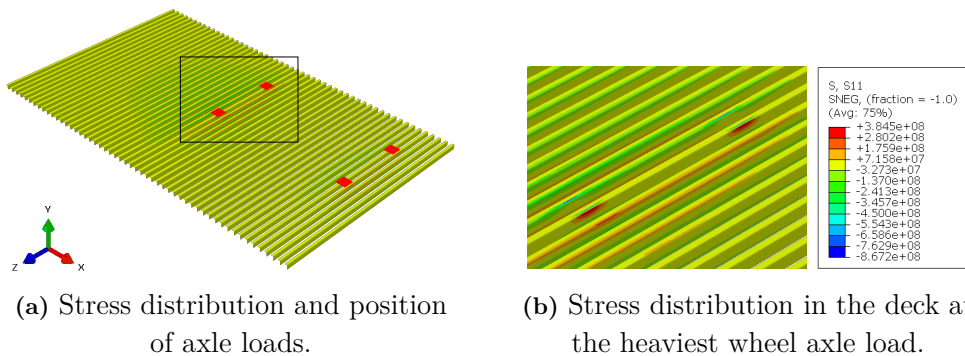 Y
Z
X
S, S11
SNEG, (fraction = -1.0)
(Avg: 75%)
+3.845e+08
+2.802e+08
+1.759e+08
+7.158e+07
-3.273e+07
-1.370e+08
-2.413e+08
-3.457e+08
-4.500e+08
-5.543e+08
-6.586e+08
-7.629e+08
-8.672e+08
(a) Stress distribution and position
of axle loads.
(b) Stress distribution in the deck a
the heaviest wheel axle load.